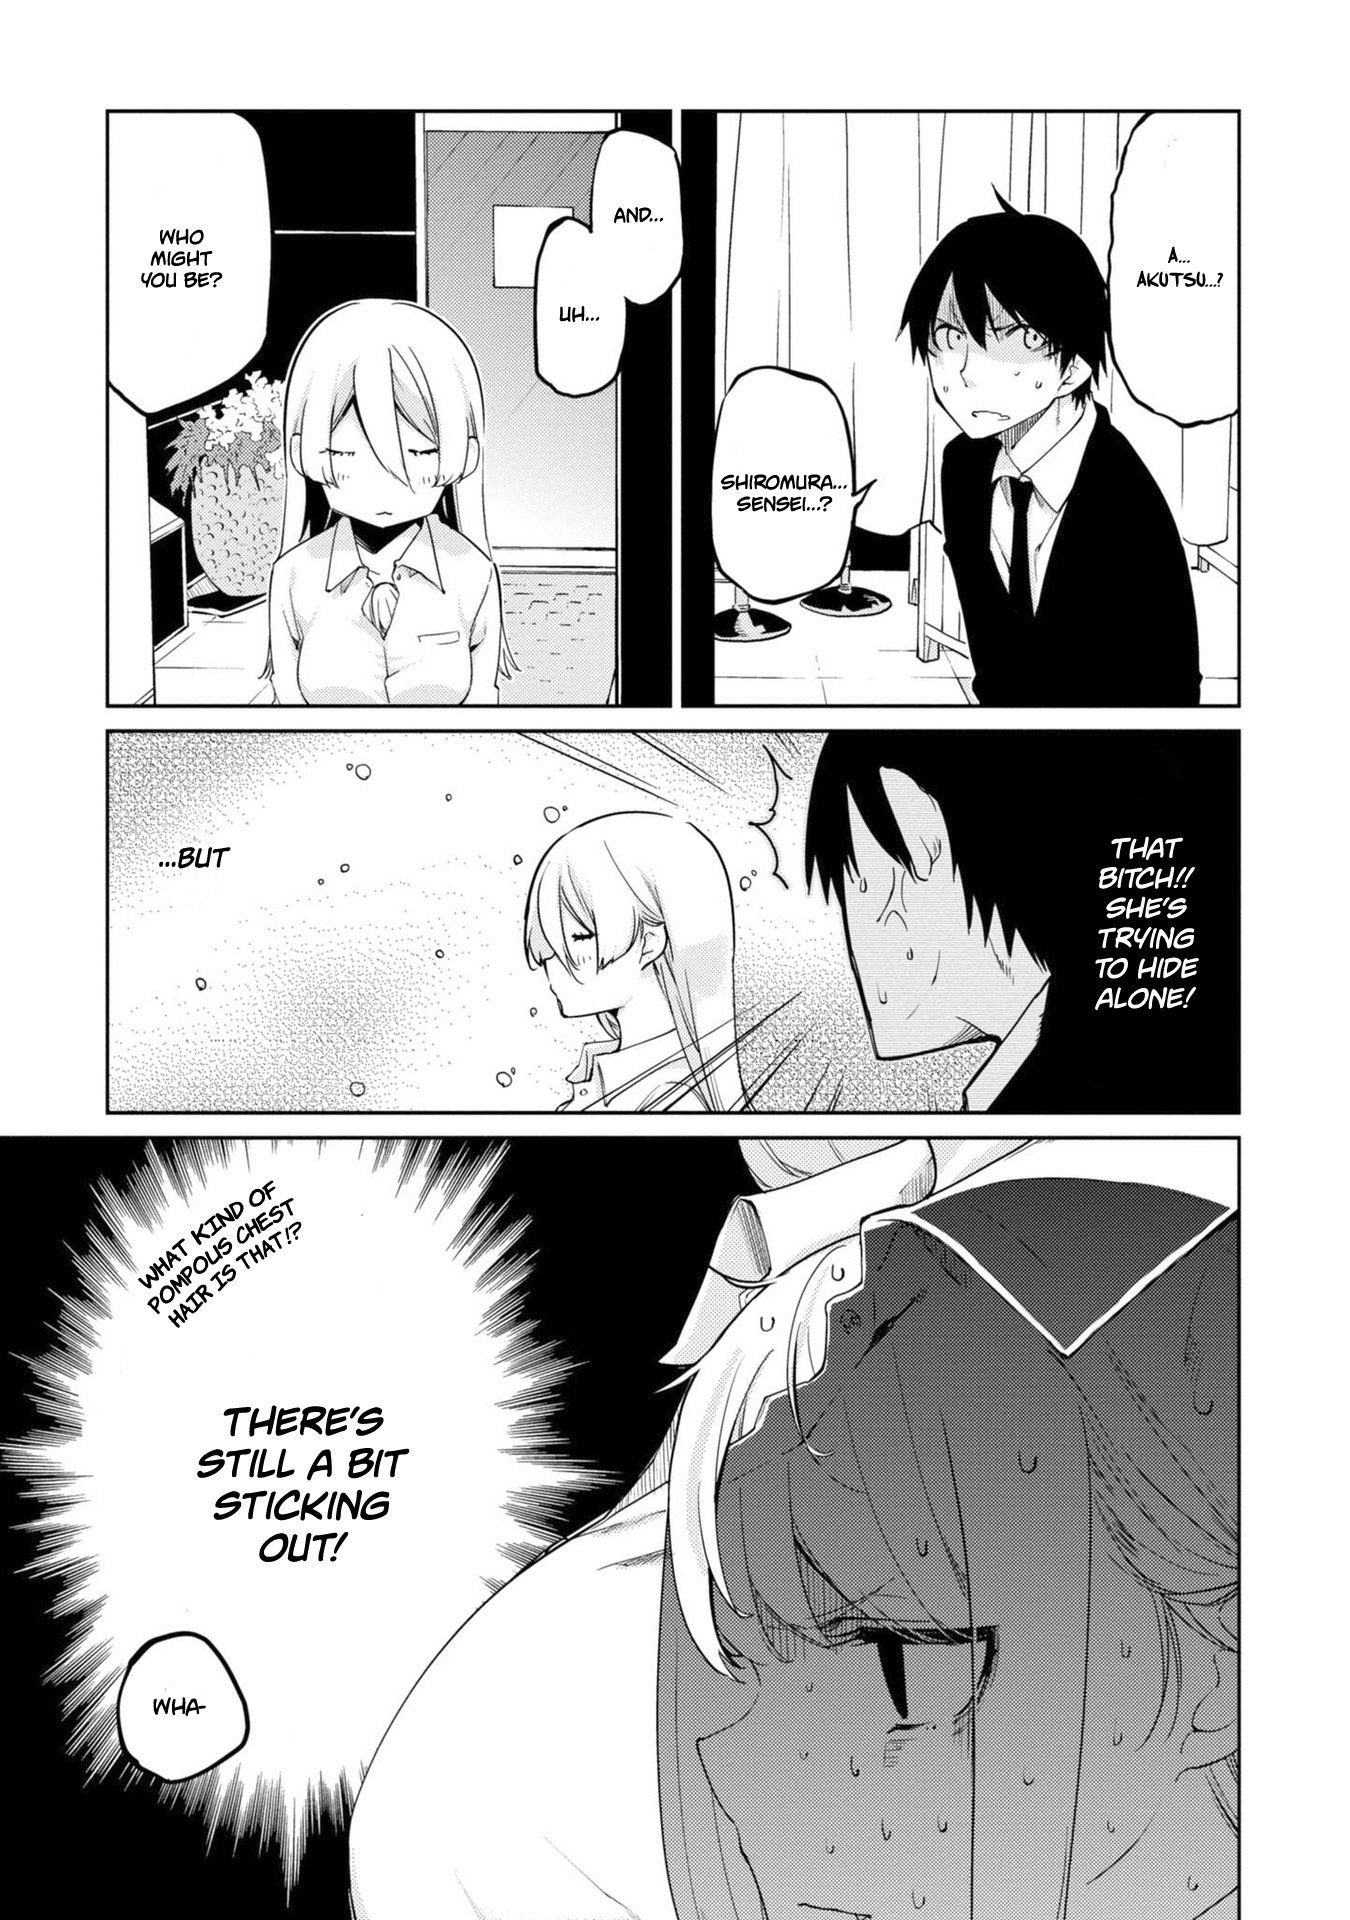 A...
AKUTSU...?
SHIROMURA...
SENSEI...?
AND...
UH...
WHO
MIGHT
YOU BE?
THAT
BITCH!!
SHE'S
TRYING
TO HIDE
ALONE!
...BUT
WHAT KIND OF
POMPOUS CHEST
HAIR IS THAT!?
THERE'S
STILL A BIT
STICKING
OUT!
WHA-